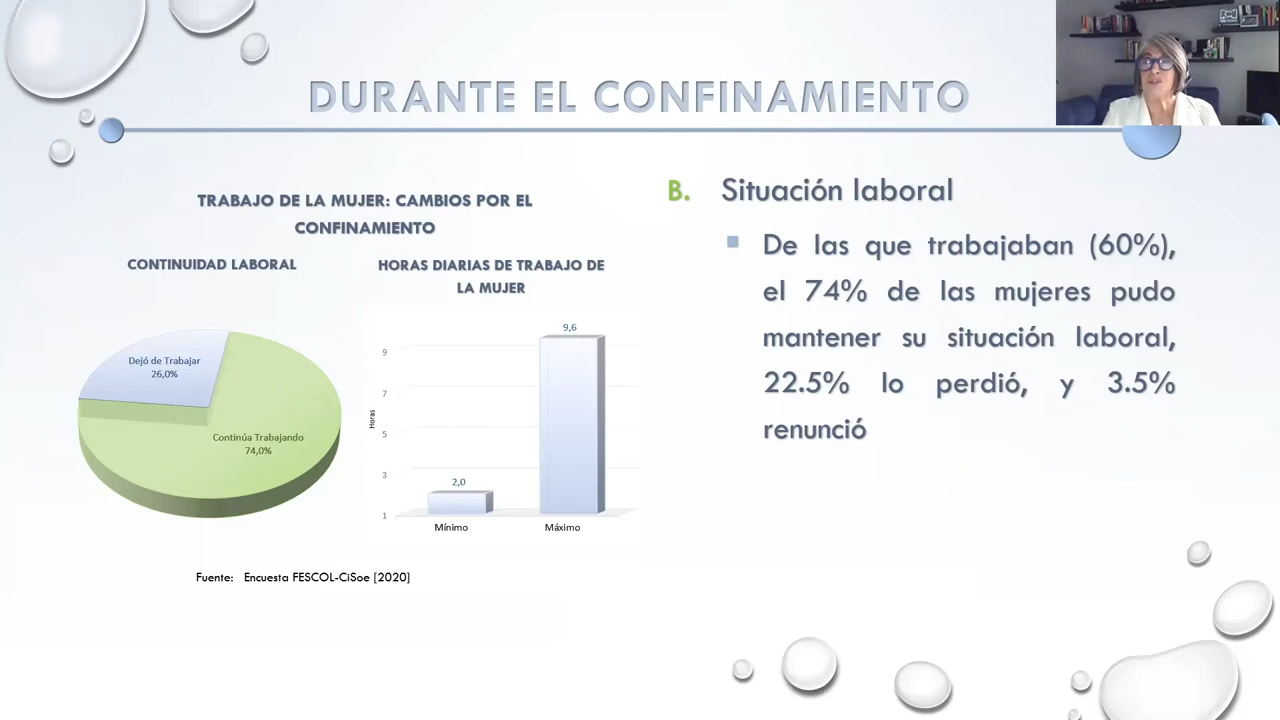 DURANTE EL CONFINAMIENTO
TRABAJO DE LA MUJER: CAMBIOS POR EL
CONFINAMIENTO
CONTINUIDAD LABORAL
Dejó de Trabajar
26,0%
Continúa Trabajando
74,0%
HORAS DIARIAS DE TRABAJO DE
LA MUJER
Horas
9
7
5
3
1
2,0
9,6
Mínimo
Máximo
Fuente: Encuesta FESCOL-CiSoe [2020]
B. Situación laboral
De las que trabajaban (60%),
el 74% de las mujeres pudo
mantener su situación laboral,
22.5% lo perdió, y 3.5%
renunció